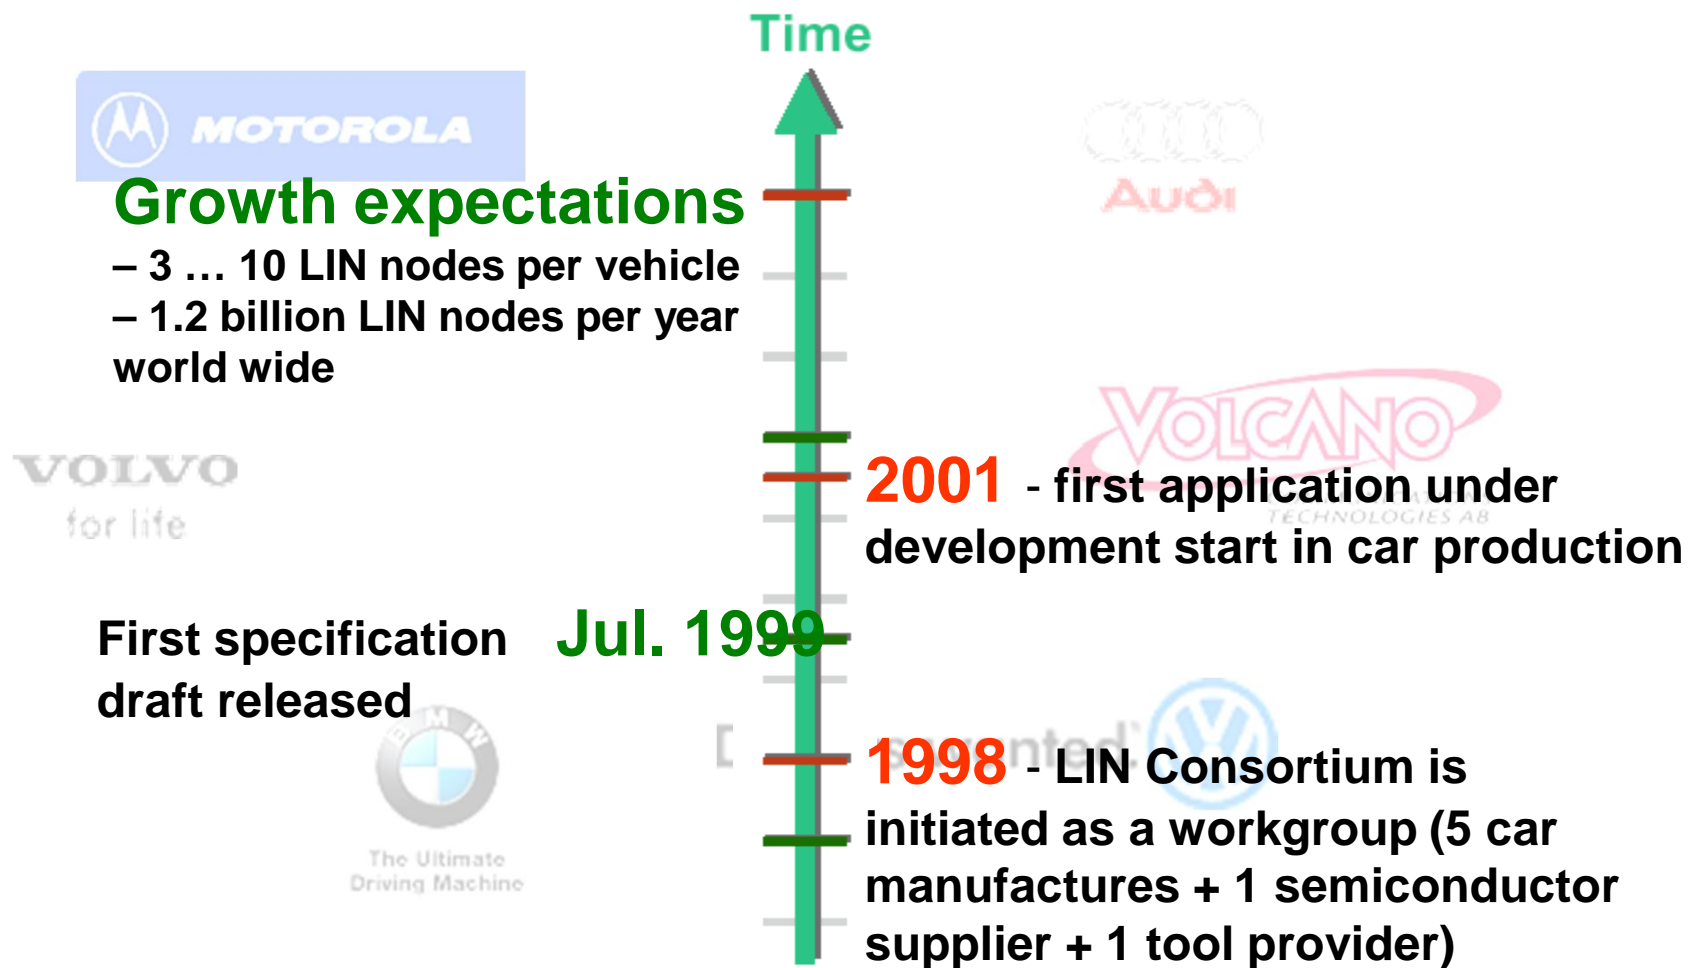 Time
MOTOROLA
Audi
Growth expectations
– 3 … 10 LIN nodes per vehicle
– 1.2 billion LIN nodes per year
world wide
VOLCANO
VOLVO
for life
2001 - first application under
TECHNOLOGIES AB
development start in car production
First specification Jul. 1999
draft released
BMW
The Ultimate
Driving Machine
1998 - LIN Consortium is
initiated as a workgroup (5 car
manufactures + 1 semiconductor
supplier + 1 tool provider)